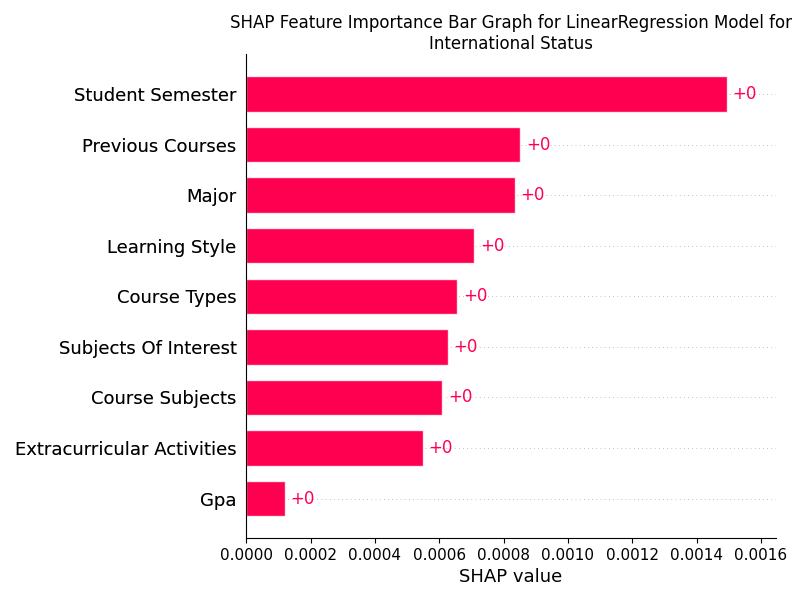 SHAP Feature Importance Bar Graph for LinearRegression Model for
International Status
Student Semester +0
Previous Courses +0
Major +0
Learning Style +0
Course Types +0
Subjects Of Interest +0
Course Subjects +0
Extracurricular Activities +0
Gpa +0
0.0000 0.0002 0.0004 0.0006 0.0008 0.0010 0.0012 0.0014 0.0016
SHAP value